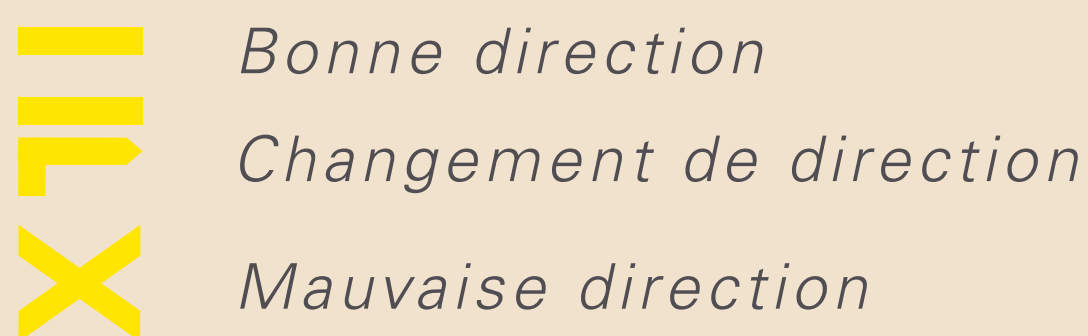 Bonne direction
Changement de direction
Mauvaise direction